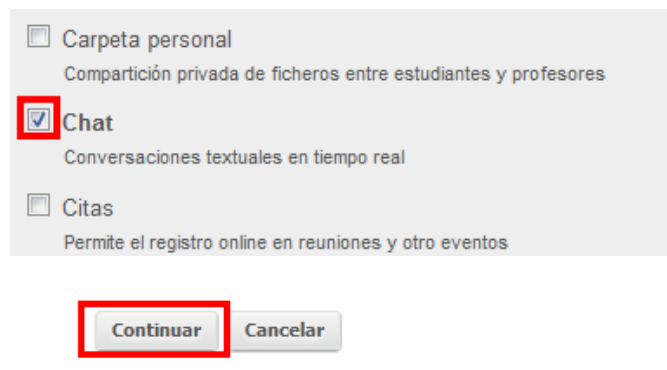 Carpeta personal
Compartición privada de ficheros entre estudiantes y profesores
Chat
Conversaciones textuales en tiempo real
Citas
Permite el registro online en reuniones y otro eventos
Continuar Cancelar